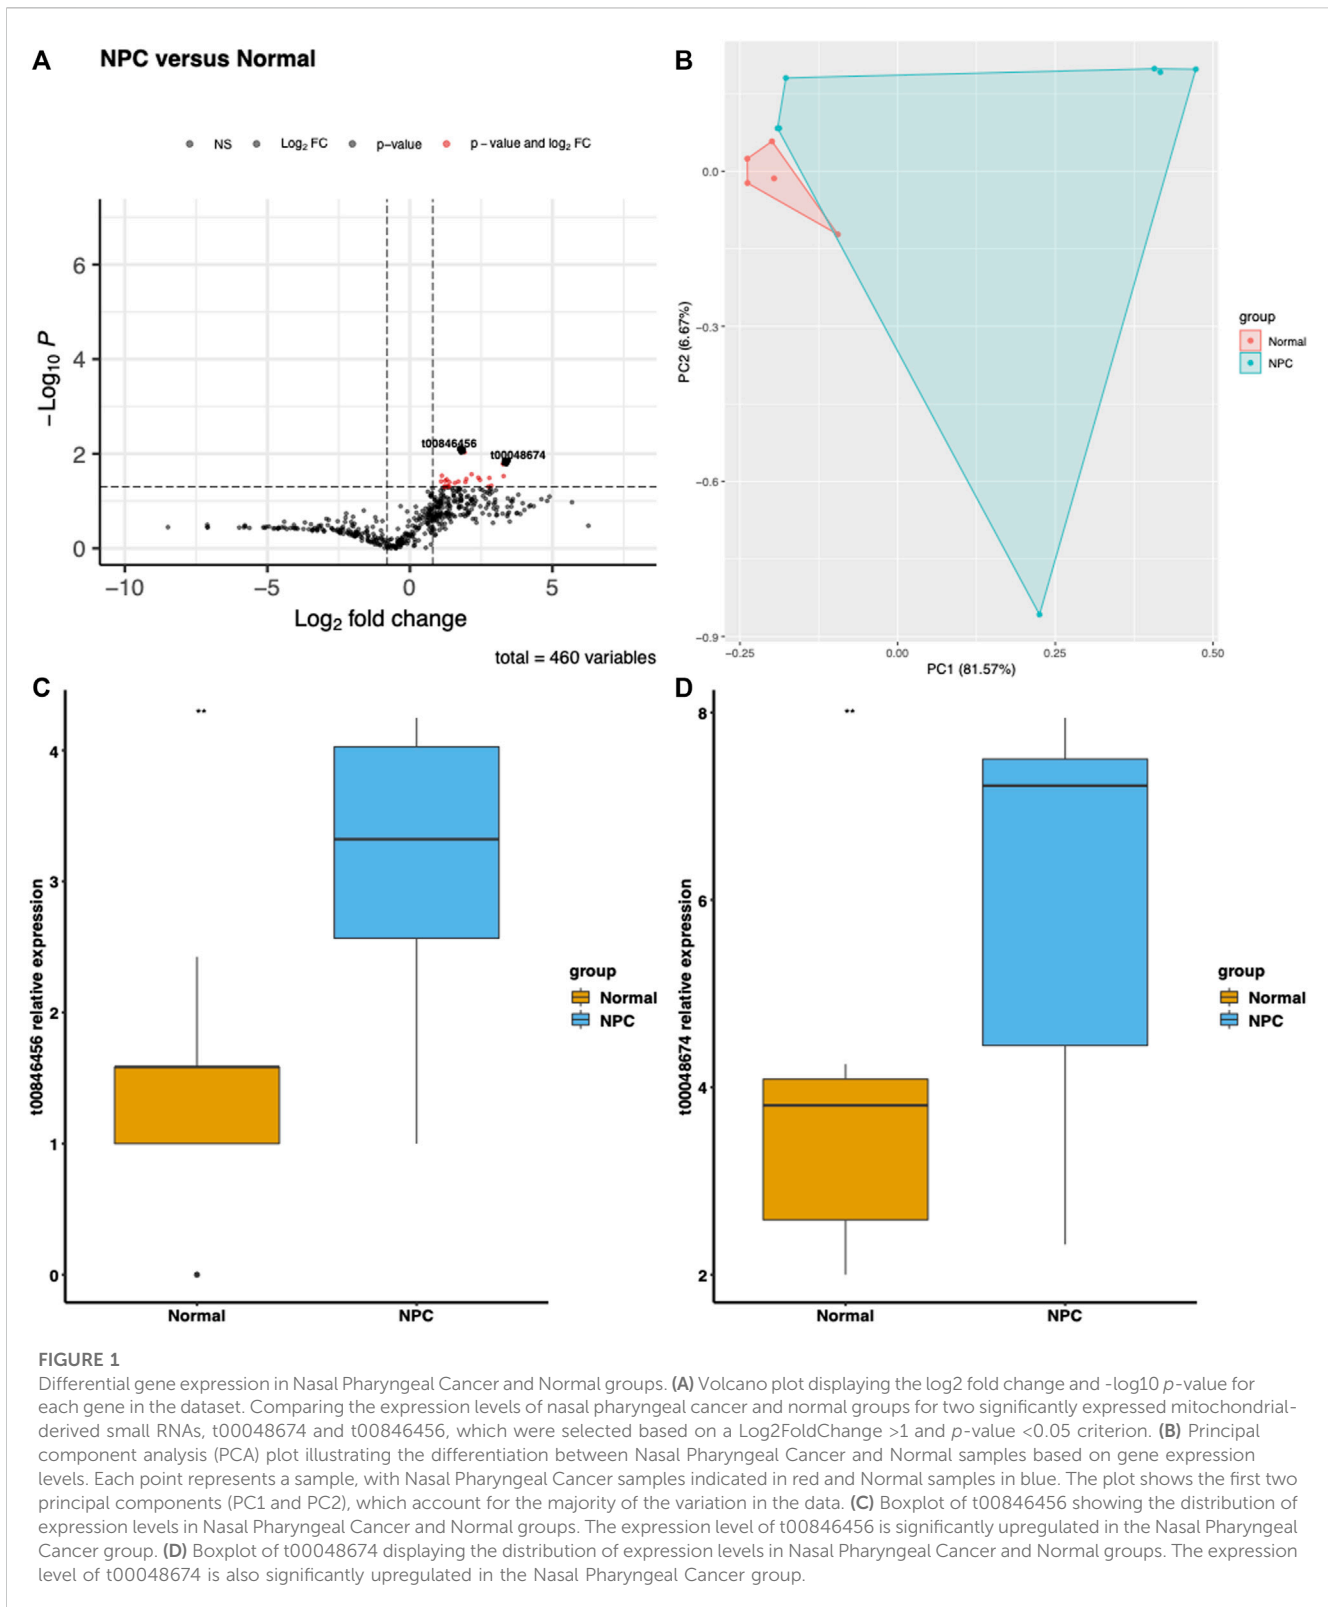 A
NPC versus Normal
NS
Log2 FC
p−value
p − value and log2 FC
−Log10 P
6
4
2
0
t00846456
t00048674
−10
−5
0
5
Log2 fold change
total = 460 variables
B
PC2 (6.67%)
0.0
−0.3
−0.6
−0.9
−0.25
0.00
0.25
0.50
PC1 (81.57%)
group
Normal
NPC
C
**
t00846456 relative expression
4
3
2
1
0
Normal
NPC
group
Normal
NPC
D
**
t00048674 relative expression
8
6
4
2
Normal
NPC
group
Normal
NPC
FIGURE 1
Differential gene expression in Nasal Pharyngeal Cancer and Normal groups. (A) Volcano plot displaying the log2 fold change and -log10 p-value for
each gene in the dataset. Comparing the expression levels of nasal pharyngeal cancer and normal groups for two significantly expressed mitochondrial-
derived small RNAs, t00048674 and t00846456, which were selected based on a Log2FoldChange >1 and p-value <0.05 criterion. (B) Principal
component analysis (PCA) plot illustrating the differentiation between Nasal Pharyngeal Cancer and Normal samples based on gene expression
levels. Each point represents a sample, with Nasal Pharyngeal Cancer samples indicated in red and Normal samples in blue. The plot shows the first two
principal components (PC1 and PC2), which account for the majority of the variation in the data. (C) Boxplot of t00846456 showing the distribution of
expression levels in Nasal Pharyngeal Cancer and Normal groups. The expression level of t00846456 is significantly upregulated in the Nasal Pharyngeal
Cancer group. (D) Boxplot of t00048674 displaying the distribution of expression levels in Nasal Pharyngeal Cancer and Normal groups. The expression
level of t00048674 is also significantly upregulated in the Nasal Pharyngeal Cancer group.